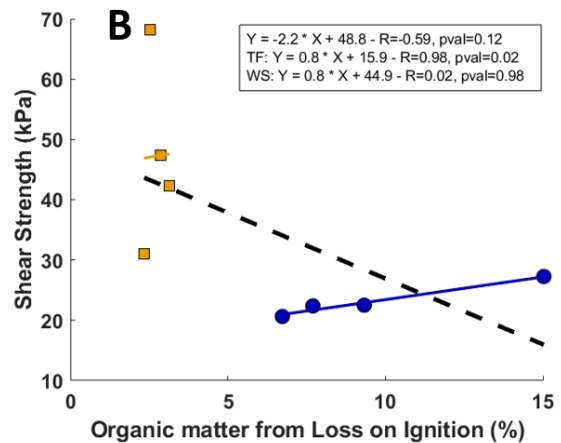 B
Y = -2.2 * X + 48.8 - R=-0.59, pval=0.12
TF: Y = 0.8 * X + 15.9 - R=0.98, pval=0.02
WS: Y = 0.8 * X + 44.9 - R=0.02, pval=0.98
Shear Strength (kPa)
70
60
50
40
30
20
10
0
5
10
15
Organic matter from Loss on Ignition (%)